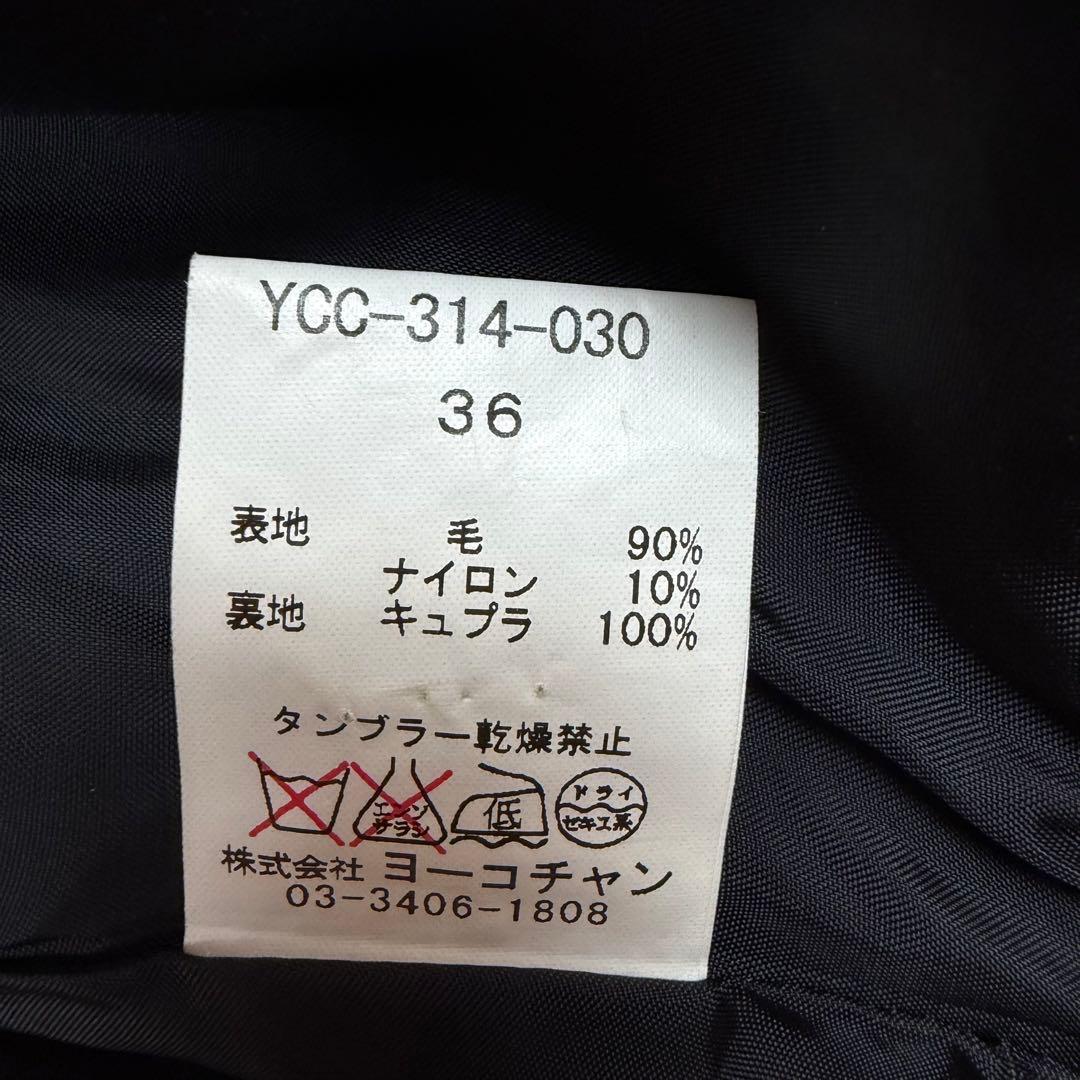 YCC-314-030
36
表地 毛 90%
ナイロン 10%
裏地 キュプラ 100%
タンブラー乾燥禁止
エンソ
サラシ
低
ドライ
セキユ系
株式会社 ヨーコチャン
03-3406-1808